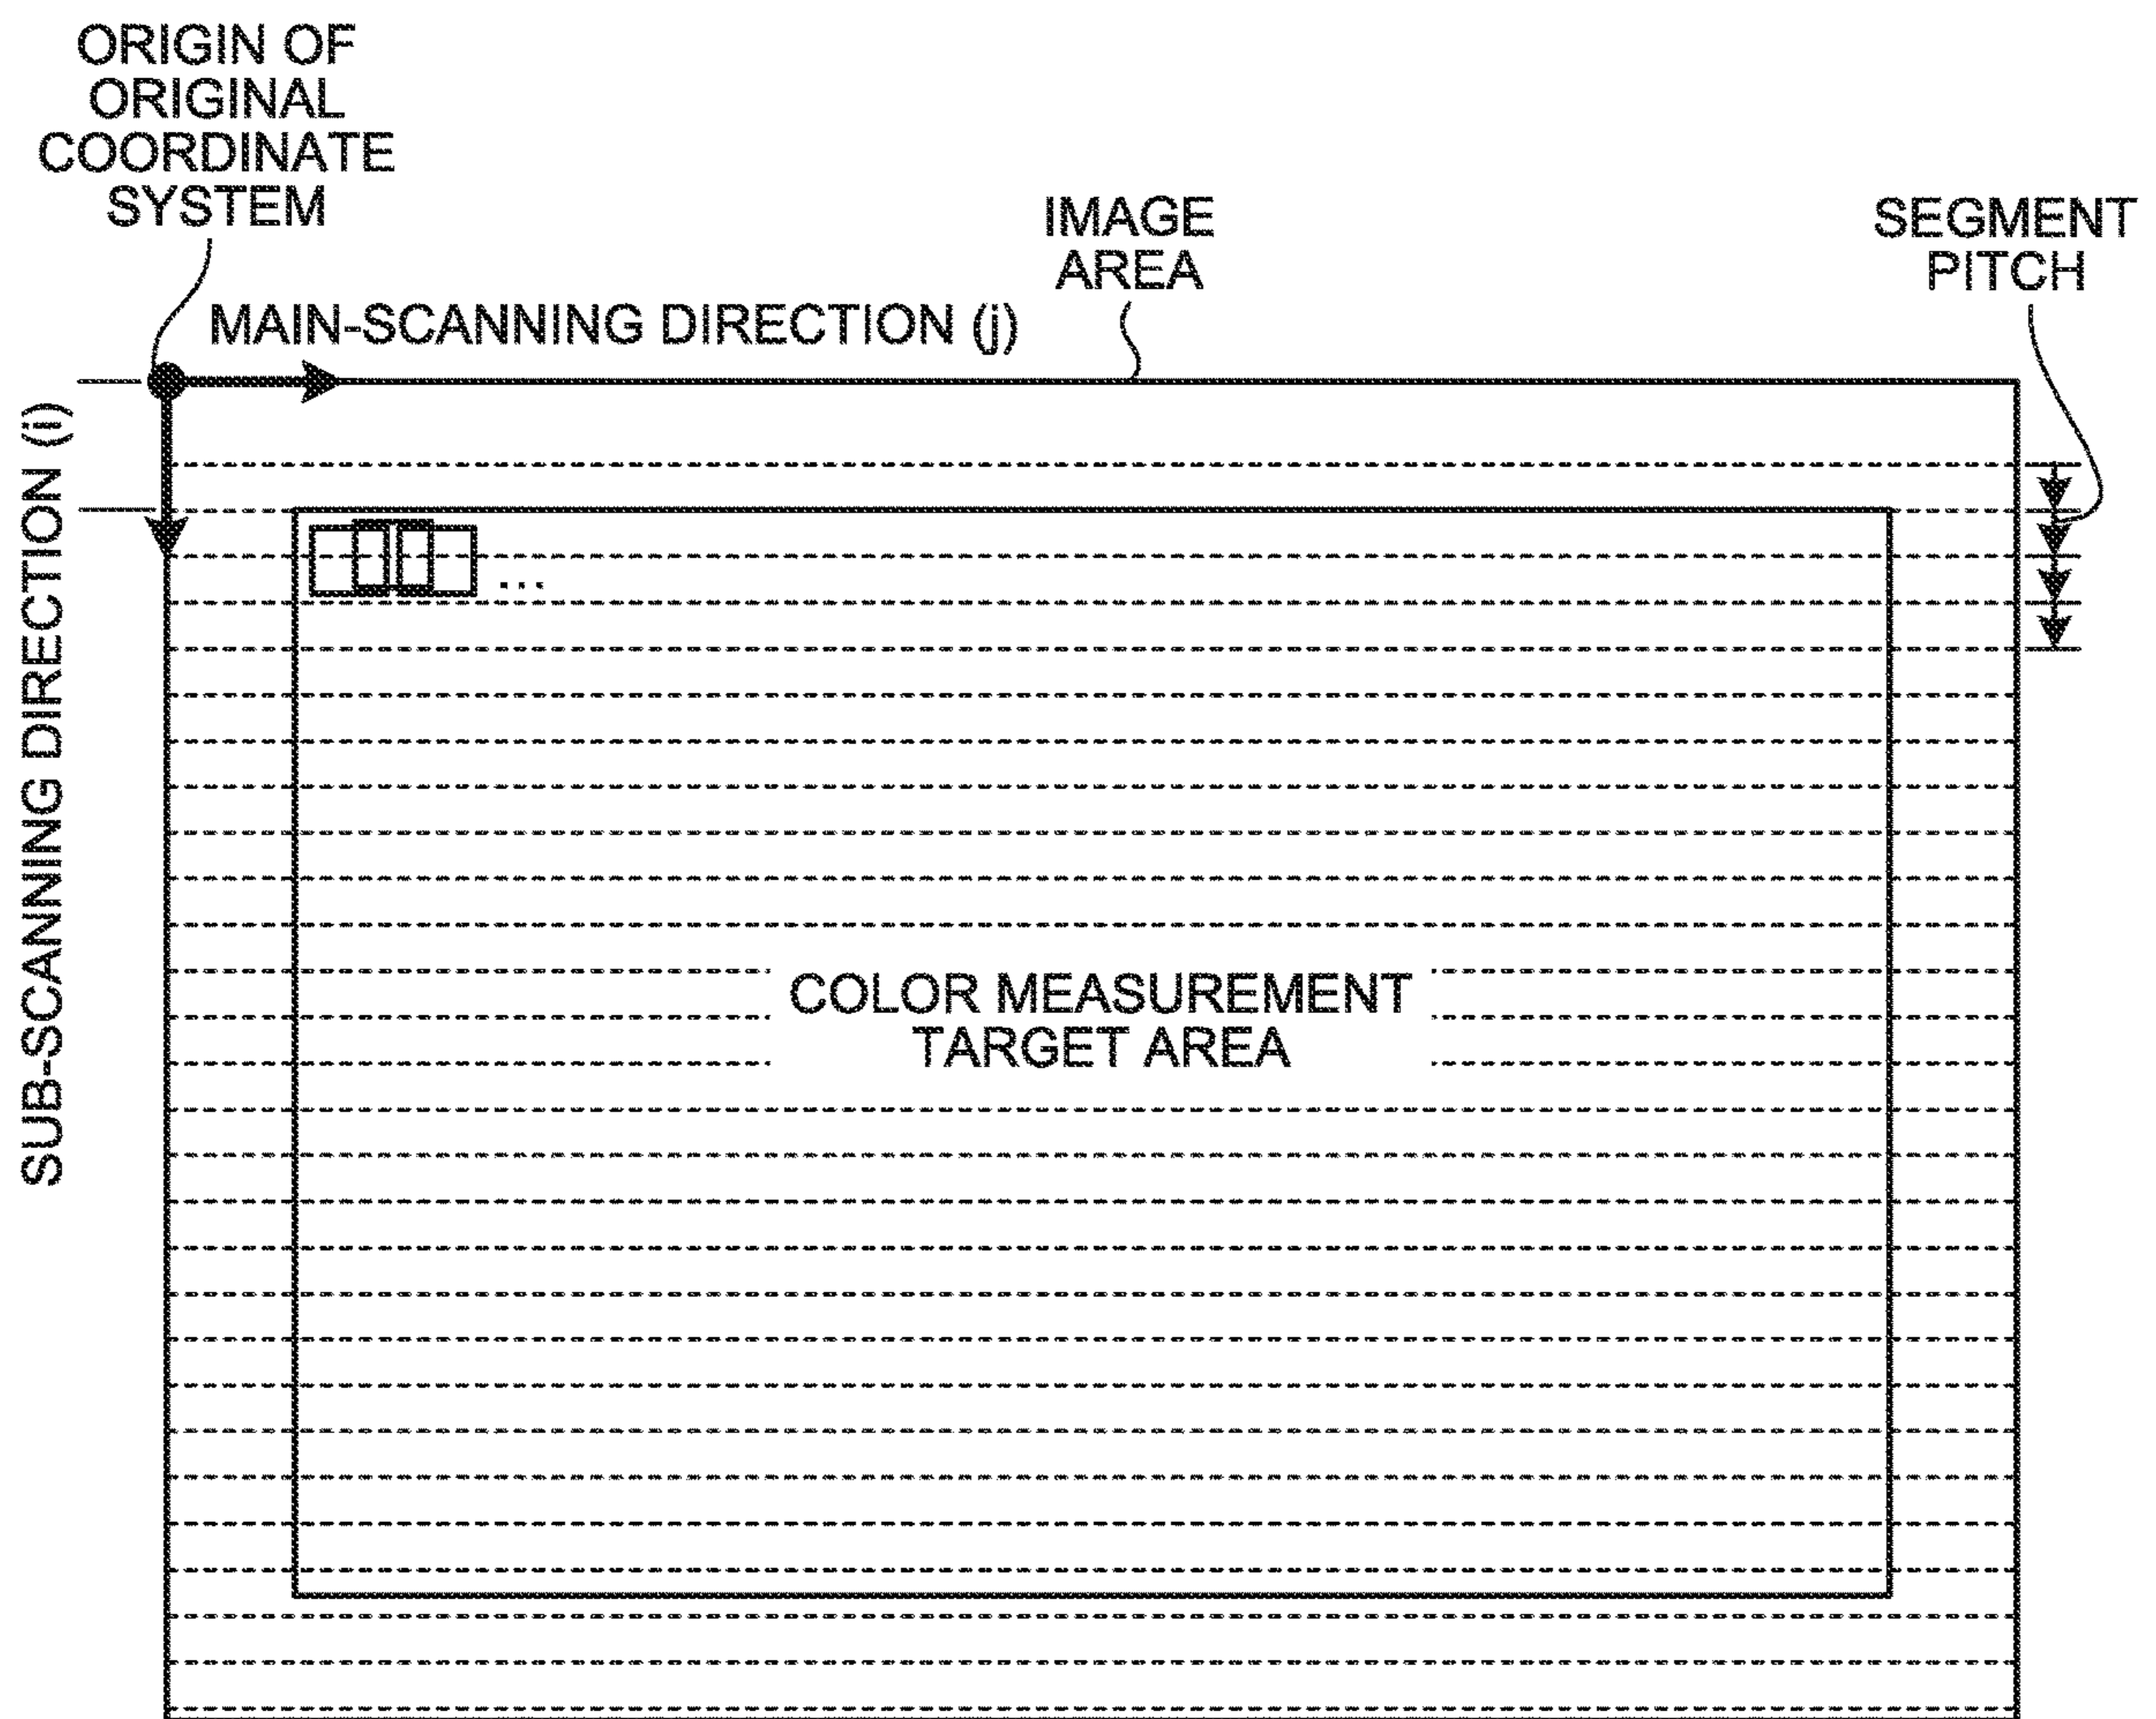 ORIGIN OF
ORIGINAL
COORDINATE
SYSTEM
IMAGE
AREA
SEGMENT
PITCH
MAIN-SCANNING DIRECTION (j)
SUB-SCANNING DIRECTION (i)
...
COLOR MEASUREMENT
TARGET AREA